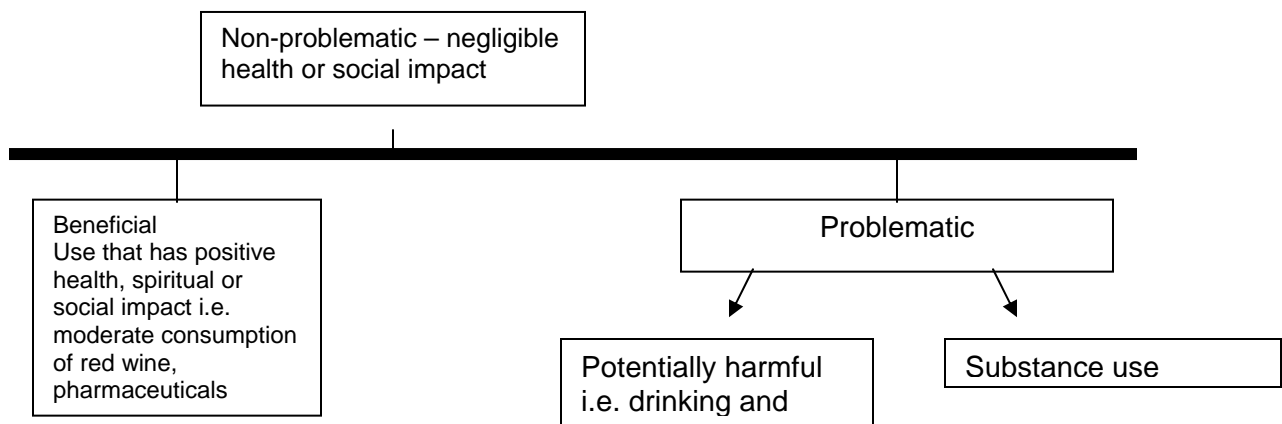 Non-problematic – negligible
health or social impact
Beneficial
Use that has positive
health, spiritual or
social impact i.e.
moderate consumption
of red wine,
pharmaceuticals
Problematic
Potentially harmful
i.e. drinking and
Substance use